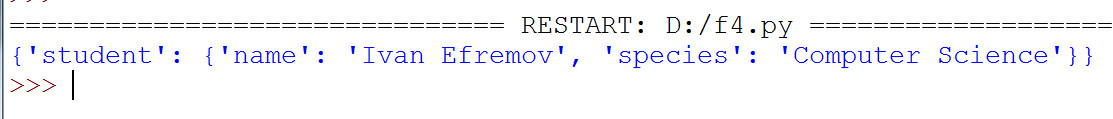 =============================== RESTART: D:/f4.py ===================
{'student': {'name': 'Ivan Efremov', 'species': 'Computer Science'}}
>>>